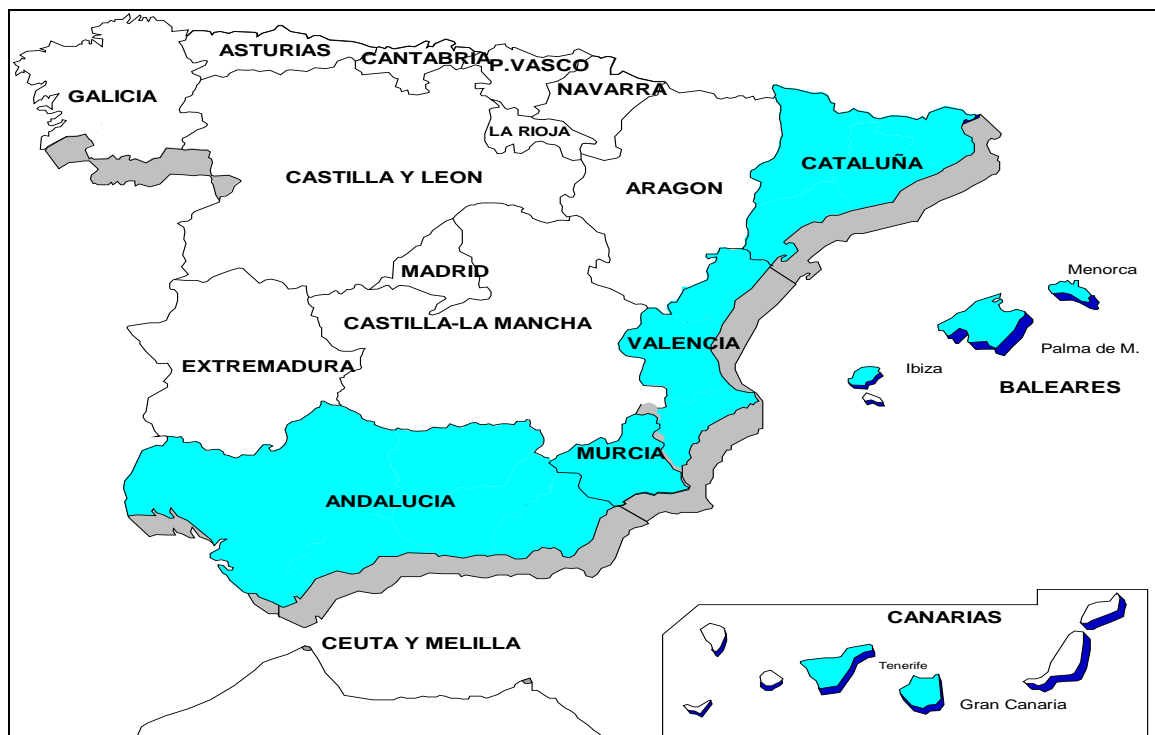 ASTURIAS
CANTABRIA
P.VASCO
GALICIA
NAVARRA
LA RIOJA
CATALUÑA
CASTILLA Y LEON
ARAGON
MADRID
Menorca
CASTILLA-LA MANCHA
VALENCIA
Palma de M.
EXTREMADURA
Ibiza
BALEARES
MURCIA
ANDALUCIA
CANARIAS
CEUTA Y MELILLA
Tenerife
Gran Canaria